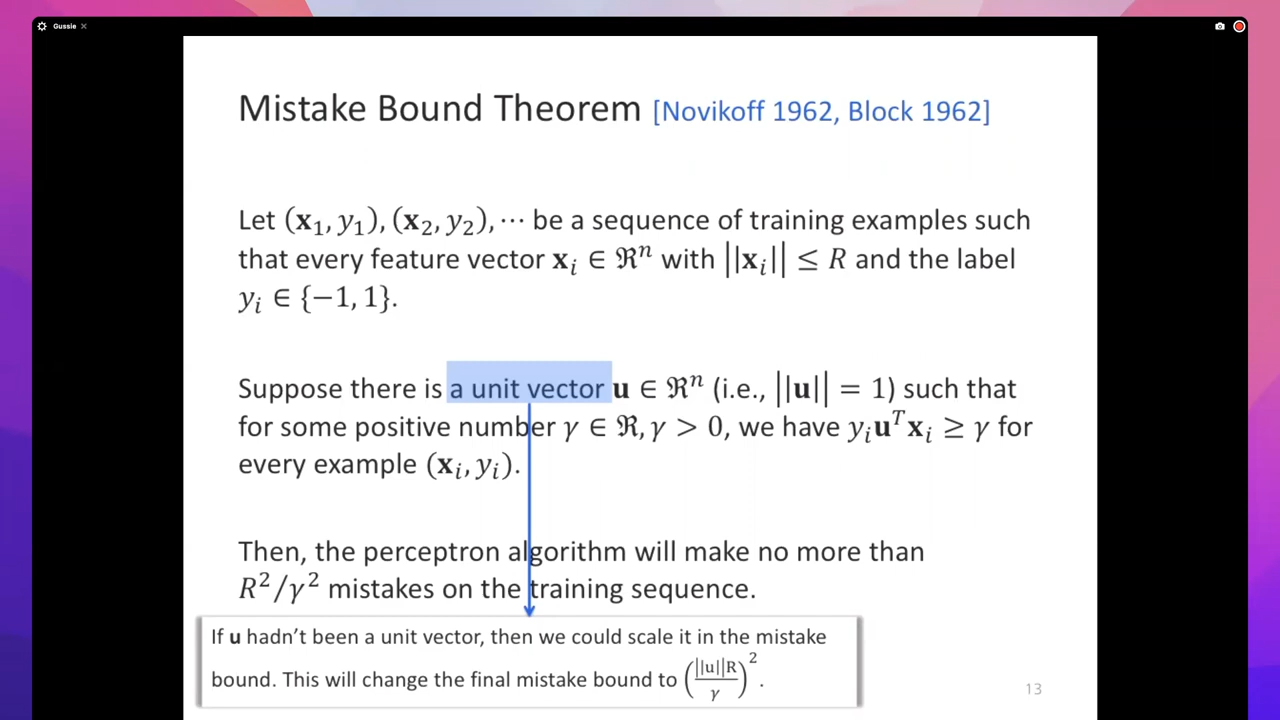 Gussie
Mistake Bound Theorem [Novikoff 1962, Block 1962]
Let (𝐱₁, y₁), (𝐱₂, y₂), ⋯ be a sequence of training examples such
that every feature vector 𝐱ᵢ ∈ ℜⁿ with ||𝐱ᵢ|| ≤ R and the label
yᵢ ∈ {−1, 1}.
Suppose there is a unit vector 𝐮 ∈ ℜⁿ (i.e., ||𝐮|| = 1) such that
for some positive number γ ∈ ℜ, γ > 0, we have yᵢ𝐮ᵀ𝐱ᵢ ≥ γ for
every example (𝐱ᵢ, yᵢ).
Then, the perceptron algorithm will make no more than
R²/γ² mistakes on the training sequence.
If 𝐮 hadn’t been a unit vector, then we could scale it in the mistake
bound. This will change the final mistake bound to (||u||R/γ)².
13